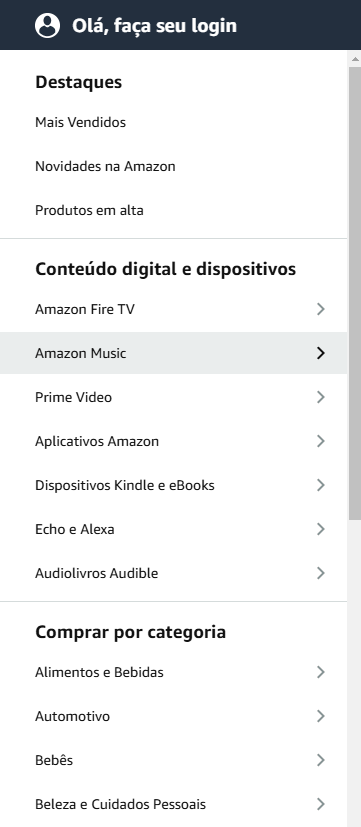 Olá, faça seu login
Destaques
Mais Vendidos
Novidades na Amazon
Produtos em alta
Conteúdo digital e dispositivos
Amazon Fire TV
Amazon Music
Prime Video
Aplicativos Amazon
Dispositivos Kindle e eBooks
Echo e Alexa
Audiolivros Audible
Comprar por categoria
Alimentos e Bebidas
Automotivo
Bebês
Beleza e Cuidados Pessoais